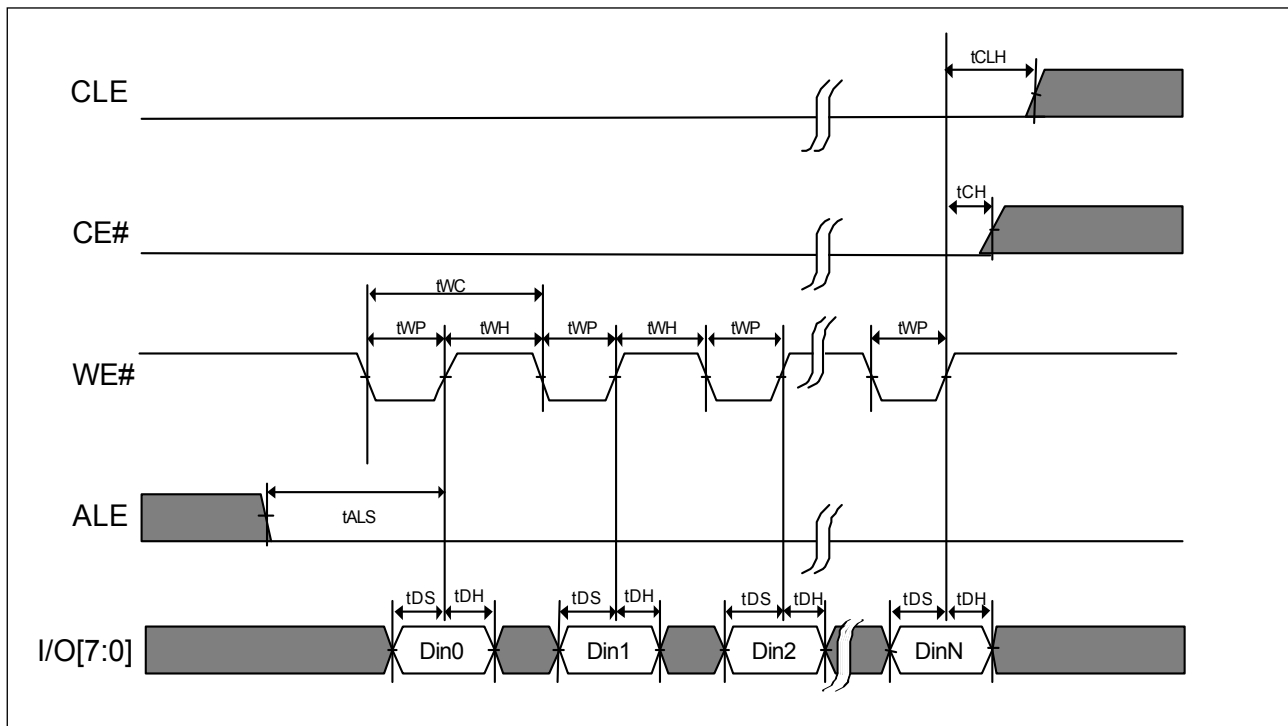 tCLH
CLE
tCH
CE#
tWC
tWP tWH tWP tWH tWP tWP
WE#
ALE
tALS
tDS tDH tDS tDH tDS tDH tDS tDH
I/O[7:0] Din0 Din1 Din2 DinN